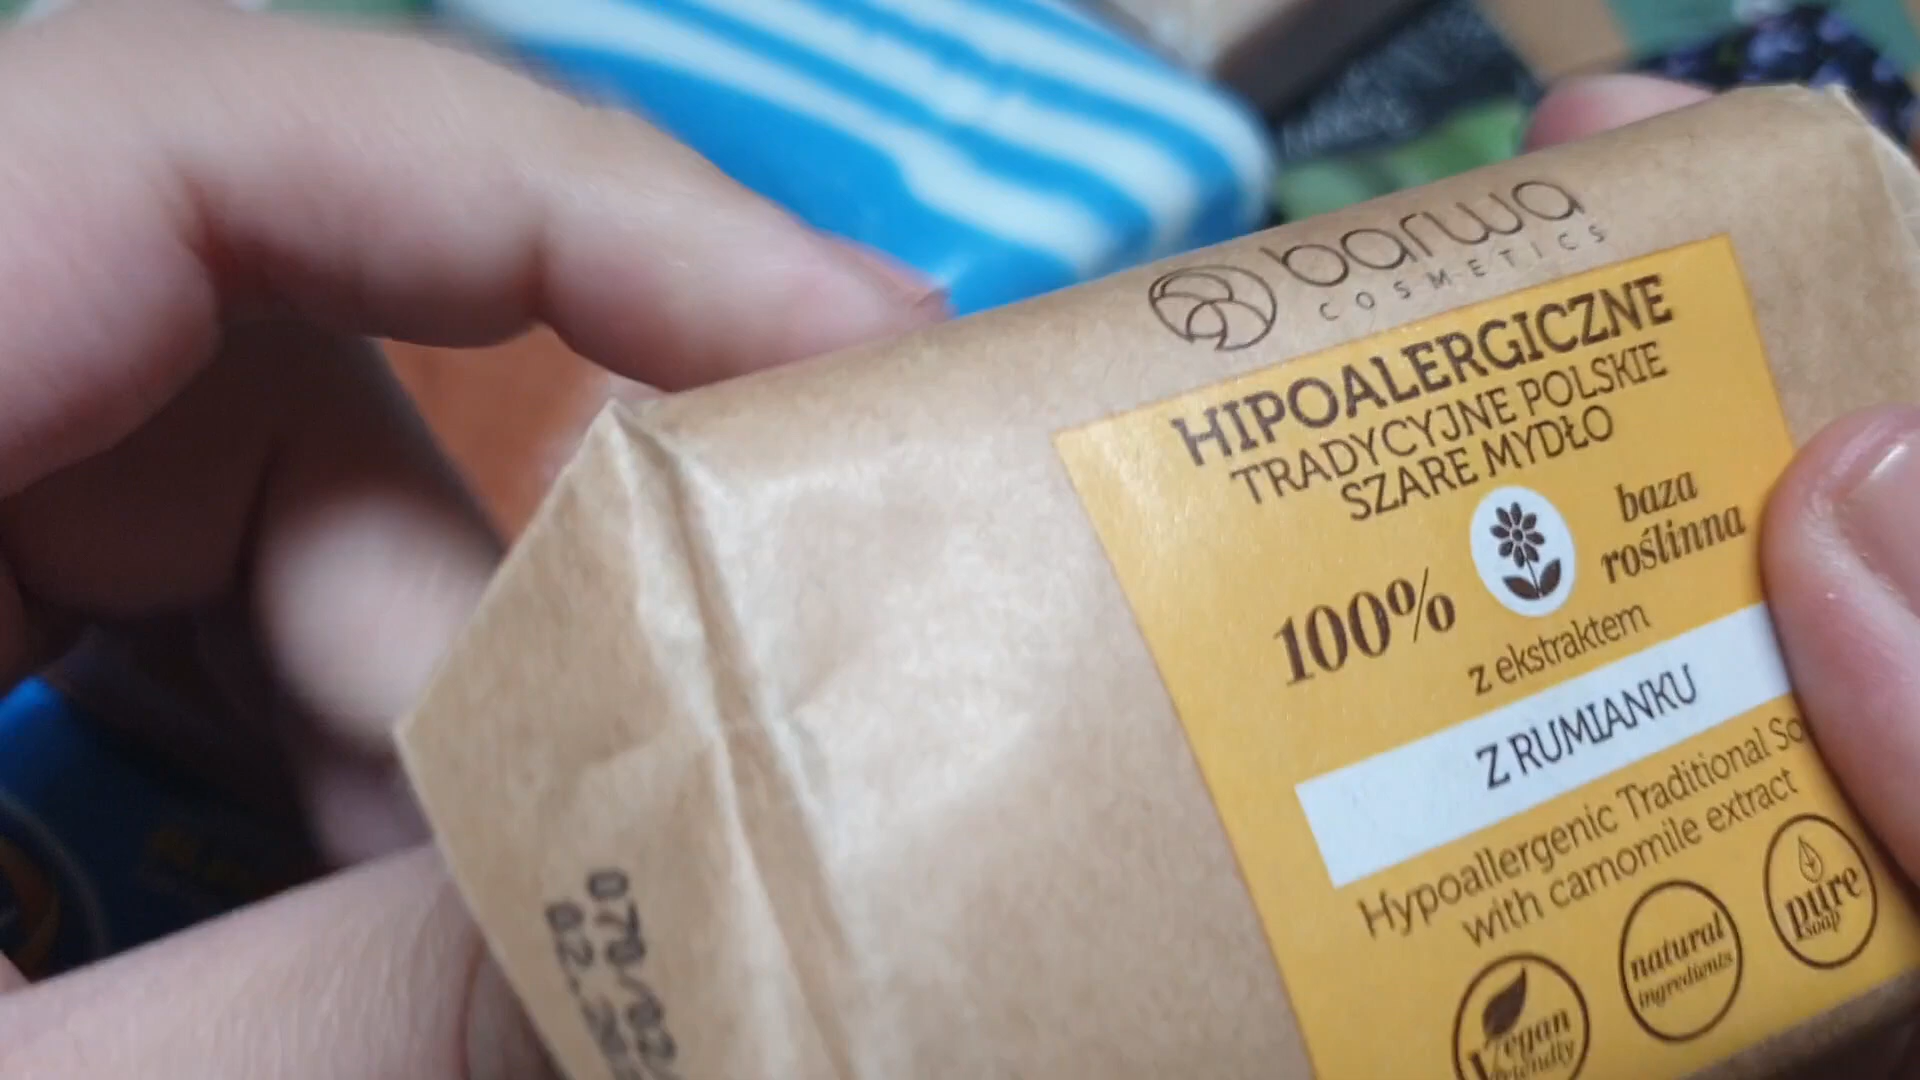 barwa
COSMETICS
HIPOALERGICZNE
TRADYCYJNE POLSKIE
SZARE MYDŁO
100%
baza
roślinna
z ekstraktem
Z RUMIANKU
Hypoallergenic Traditional
with camomile extract
Vegan
friendly
natural
ingredients
pure
soap